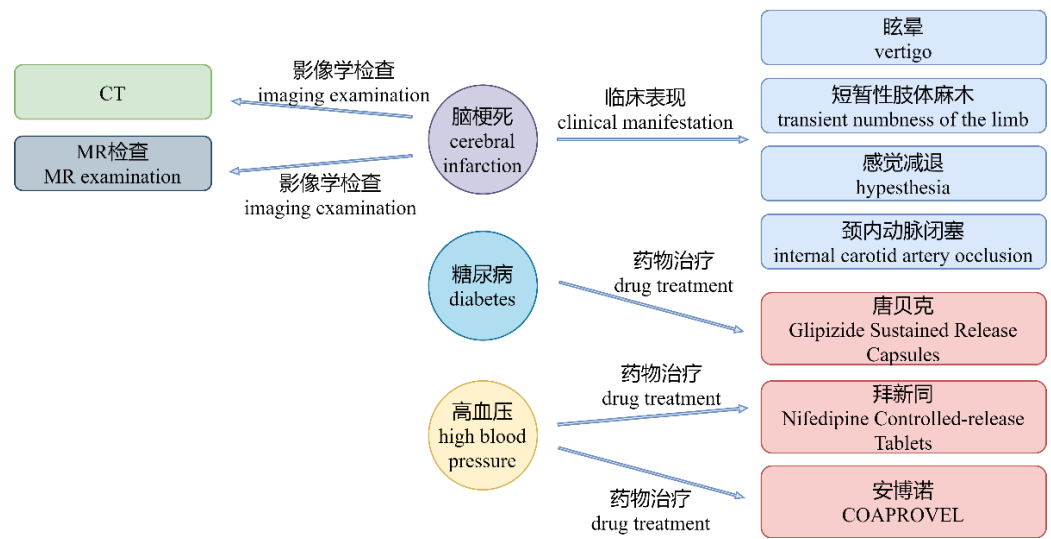 眩晕
vertigo
影像学检查
imaging examination
CT
脑梗死
cerebral
infarction
临床表现
clinical manifestation
短暂性肢体麻木
transient numbness of the limb
MR检查
MR examination
影像学检查
imaging cxamination
感觉减退
hypesthesia
颈内动脉闭塞
internal carotid artery occlusion
糖尿病
diabetes
药物治疗
drug treatment
唐贝克
Glipizide Sustained Release
Capsules
高血压
high blood
pressure
药物治疗
drug treatment
拜新同
Nifedipine Controlled-release
Tablets
药物治疗
drug treatment
安博诺
COAPROVEL